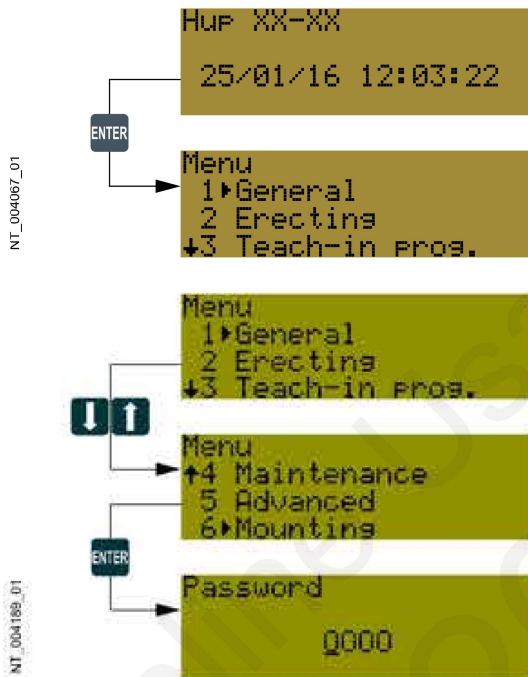 Hup XX-XX
25/01/16 12:03:22
ENTER
NT_004067_01
Menu
1▸General
2 Erecting
↓3 Teach-in prog.
Menu
1▸General
2 Erecting
↓3 Teach-in prog.
↓ ↑
Menu
↑4 Maintenance
5 Advanced
6▸Mounting
ENTER
Password
0000
NT_004189_01